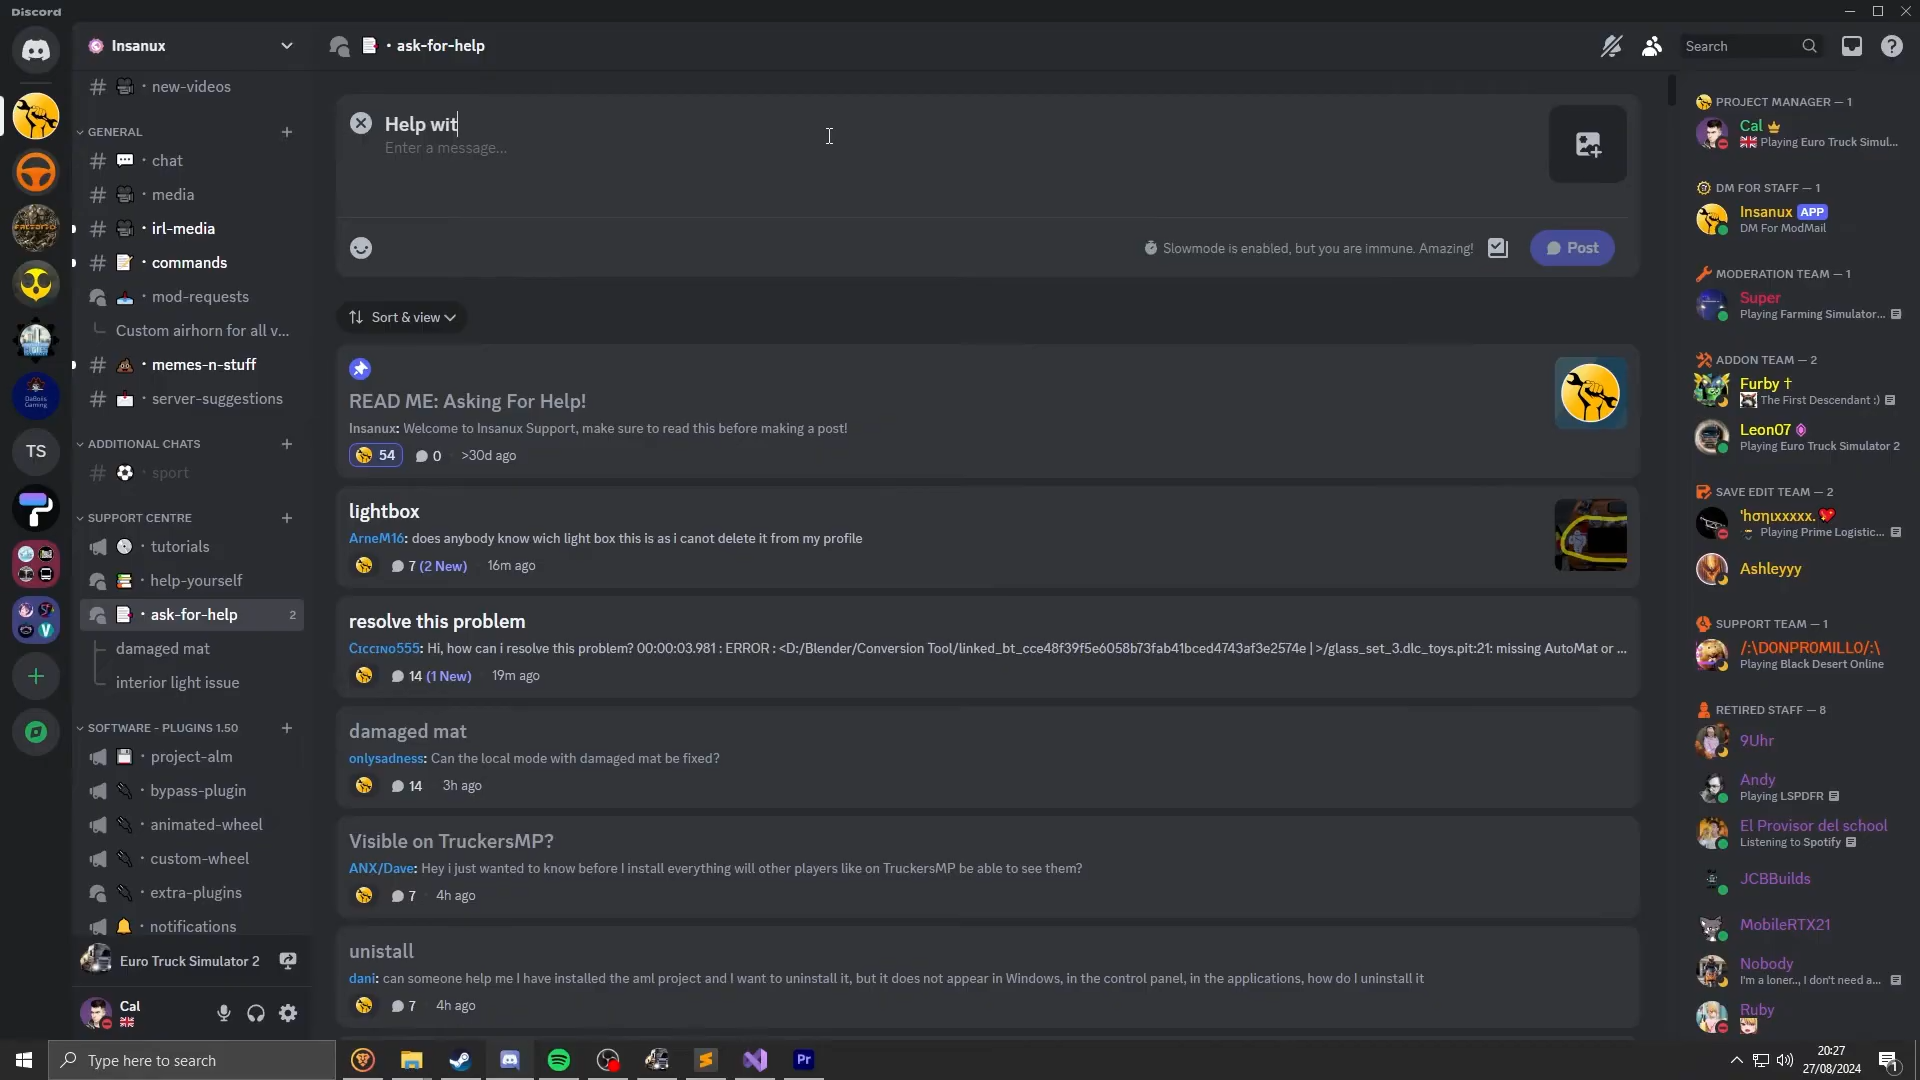 Discord
Insanux
· ask-for-help
Search
# · new-videos
GENERAL
# · chat
# · media
# · irl-media
# · commands
· mod-requests
Custom airhorn for all v...
# · memes-n-stuff
# · server-suggestions
ADDITIONAL CHATS
# · sport
SUPPORT CENTRE
· tutorials
· help-yourself
· ask-for-help 2
damaged mat
interior light issue
SOFTWARE - PLUGINS 1.50
· project-alm
· bypass-plugin
· animated-wheel
· custom-wheel
· extra-plugins
· notifications
Euro Truck Simulator 2
Cal
TS
DaBoiis
Gaming
Help wit
Enter a message...
Slowmode is enabled, but you are immune. Amazing!
Post
Sort & view
READ ME: Asking For Help!
Insanux: Welcome to Insanux Support, make sure to read this before making a post!
54 0 · >30d ago
lightbox
ArneM16: does anybody know wich light box this is as i canot delete it from my profile
7 (2 New) · 16m ago
resolve this problem
Cɪᴄᴄɪɴᴏ555: Hi, how can i resolve this problem? 00:00:03.981 : ERROR : <D:/Blender/Conversion Tool/linked_bt_cce48f39f5e6058b73fab41bced4743af3e2574e |>/glass_set_3.dlc_toys.pit:21: missing AutoMat or ...
14 (1 New) · 19m ago
damaged mat
onlysadness: Can the local mode with damaged mat be fixed?
14 · 3h ago
Visible on TruckersMP?
ANX/Dave: Hey i just wanted to know before I install everything will other players like on TruckersMP be able to see them?
7 · 4h ago
unistall
dani: can someone help me I have installed the aml project and I want to uninstall it, but it does not appear in Windows, in the control panel, in the applications, how do I uninstall it
7 · 4h ago
PROJECT MANAGER — 1
Cal
Playing Euro Truck Simul...
DM FOR STAFF — 1
Insanux APP
DM For ModMail
MODERATION TEAM — 1
Super
Playing Farming Simulator...
ADDON TEAM — 2
Furby †
The First Descendant :)
Leon07
Playing Euro Truck Simulator 2
SAVE EDIT TEAM — 2
'hσηιxxxxx.
Playing Prime Logistic...
Ashleyyy
SUPPORT TEAM — 1
/:\D0NPR0MILL0/:\
Playing Black Desert Online
RETIRED STAFF — 8
9Uhr
Andy
Playing LSPDFR
El Provisor del school
Listening to Spotify
JCBBuilds
MobileRTX21
Nobody
I'm a loner.., I don't need a...
Ruby
Type here to search
Pr
20:27
27/08/2024
1